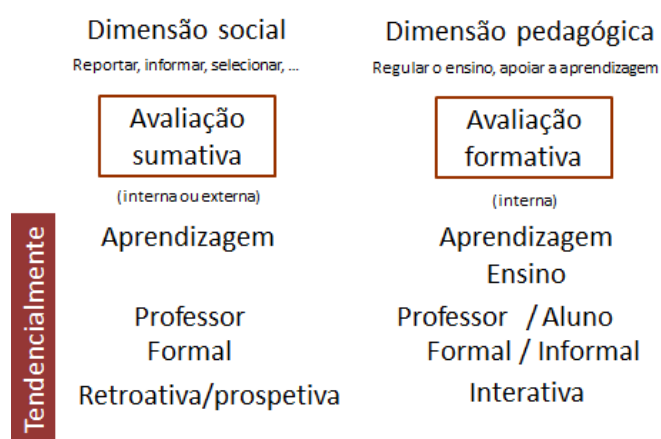 Dimensão social
Reportar, informar, selecionar, ...
Avaliação
sumativa
(interna ou externa)
Dimensão pedagógica
Regular o ensino, apoiar a aprendizagem
Avaliação
formativa
(interna)
Tendencialmente
Aprendizagem
Aprendizagem
Ensino
Professor
Formal
Professor / Aluno
Formal / Informal
Retroativa/prospetiva
Interativa